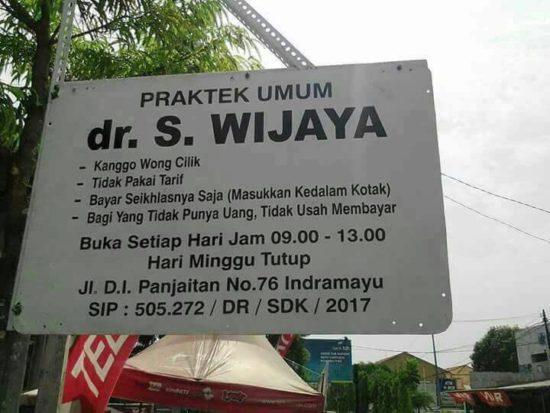 PRAKTEK UMUM
dr. S. WIJAYA
- Kanggo Wong Cilik
- Tidak Pakai Tarif
- Bayar Seikhlasnya Saja (Masukkan Kedalam Kotak)
- Bagi Yang Tidak Punya Uang, Tidak Usah Membayar
Buka Setiap Hari Jam 09.00 - 13.00
Hari Minggu Tutup
Jl. D.I. Panjaitan No.76 Indramayu
SIP : 505.272 / DR / SDK / 2017